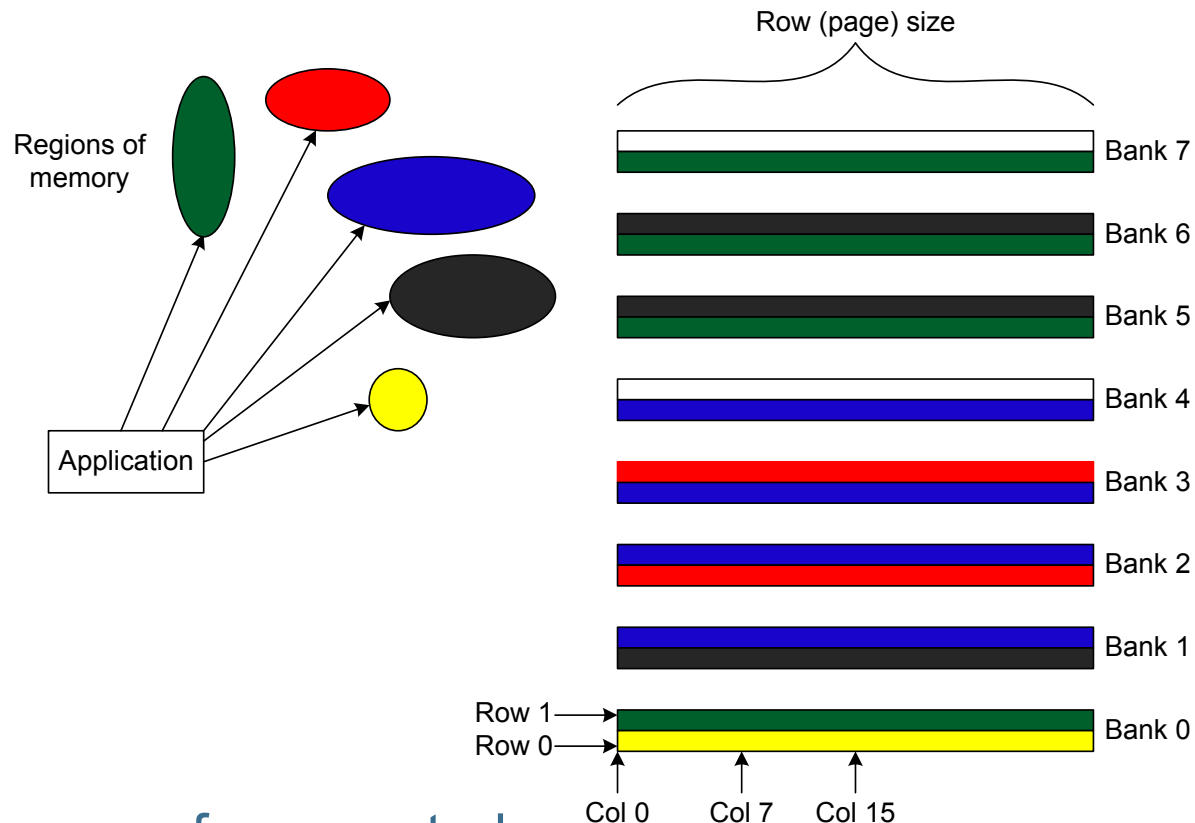 Row (page) size
Regions of
memory
Bank 7
Bank 6
Bank 5
Bank 4
Application
Bank 3
Bank 2
Bank 1
Row 1
Bank 0
Row 0
Col 0
Col 7
Col 15